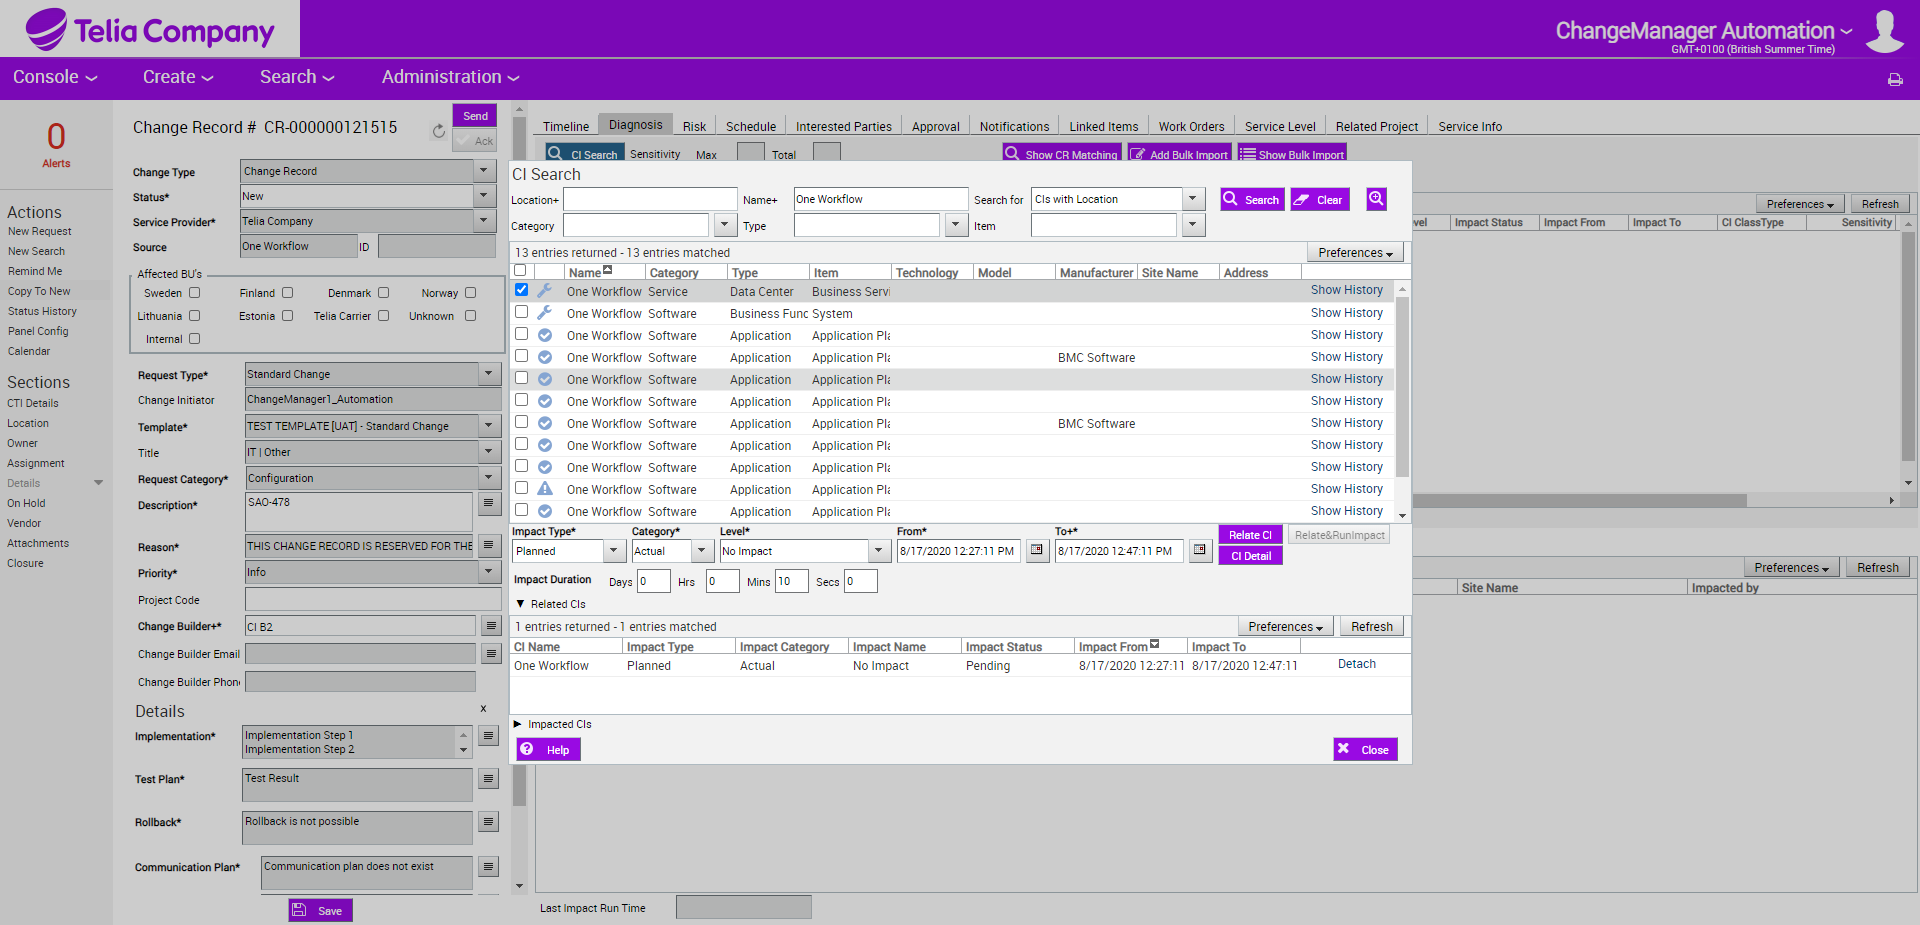 Telia Company
ChangeManager Automation
GMT+0100 (British Summer Time)
Console Create Search Administration
0
Alerts
Actions
New Request
New Search
Remind Me
Copy To New
Status History
Panel Config
Calendar
Sections
CTI Details
Location
Owner
Assignment
Details
On Hold
Vendor
Attachments
Closure
Change Record # CR-000000121515
Send
Ack
Change Type Change Record
Status* New
Service Provider* Telia Company
Source One Workflow ID
Affected BU's
Sweden Finland Denmark Norway
Lithuania Estonia Telia Carrier Unknown
Internal
Request Type* Standard Change
Change Initiator ChangeManager1_Automation
Template* TEST TEMPLATE [UAT] - Standard Change
Title IT | Other
Request Category* Configuration
Description* SAO-478
Reason* THIS CHANGE RECORD IS RESERVED FOR THE
Priority* Info
Project Code
Change Builder+* CI B2
Change Builder Email
Change Builder Phone
Details x
Implementation* Implementation Step 1
Implementation Step 2
Test Plan* Test Result
Rollback* Rollback is not possible
Communication Plan* Communication plan does not exist
Save
Timeline Diagnosis Risk Schedule Interested Parties Approval Notifications Linked Items Work Orders Service Level Related Project Service Info
CI Search Sensitivity Max Total Show CR Matching Add Bulk Import Show Bulk Import
CI Search
Location+ Name+ One Workflow Search for CIs with Location Search Clear
Category Type Item
13 entries returned - 13 entries matched Preferences
Name Category Type Item Technology Model Manufacturer Site Name Address
One Workflow Service Data Center Business Servi Show History
One Workflow Software Business Func System Show History
One Workflow Software Application Application Pla Show History
One Workflow Software Application Application Pla BMC Software Show History
One Workflow Software Application Application Pla Show History
One Workflow Software Application Application Pla Show History
One Workflow Software Application Application Pla BMC Software Show History
One Workflow Software Application Application Pla Show History
One Workflow Software Application Application Pla Show History
One Workflow Software Application Application Pla Show History
One Workflow Software Application Application Pla Show History
Impact Type* Category* Level* From* To+* Relate CI Relate&RunImpact
Planned Actual No Impact 8/17/2020 12:27:11 PM 8/17/2020 12:47:11 PM CI Detail
Impact Duration Days 0 Hrs 0 Mins 10 Secs 0
Related CIs
1 entries returned - 1 entries matched Preferences Refresh
CI Name Impact Type Impact Category Impact Name Impact Status Impact From Impact To
One Workflow Planned Actual No Impact Pending 8/17/2020 12:27:11 8/17/2020 12:47:11 Detach
Impacted CIs
Help Close
Preferences Refresh
vel Impact Status Impact From Impact To CI ClassType Sensitivity
Preferences Refresh
Site Name Impacted by
Last Impact Run Time